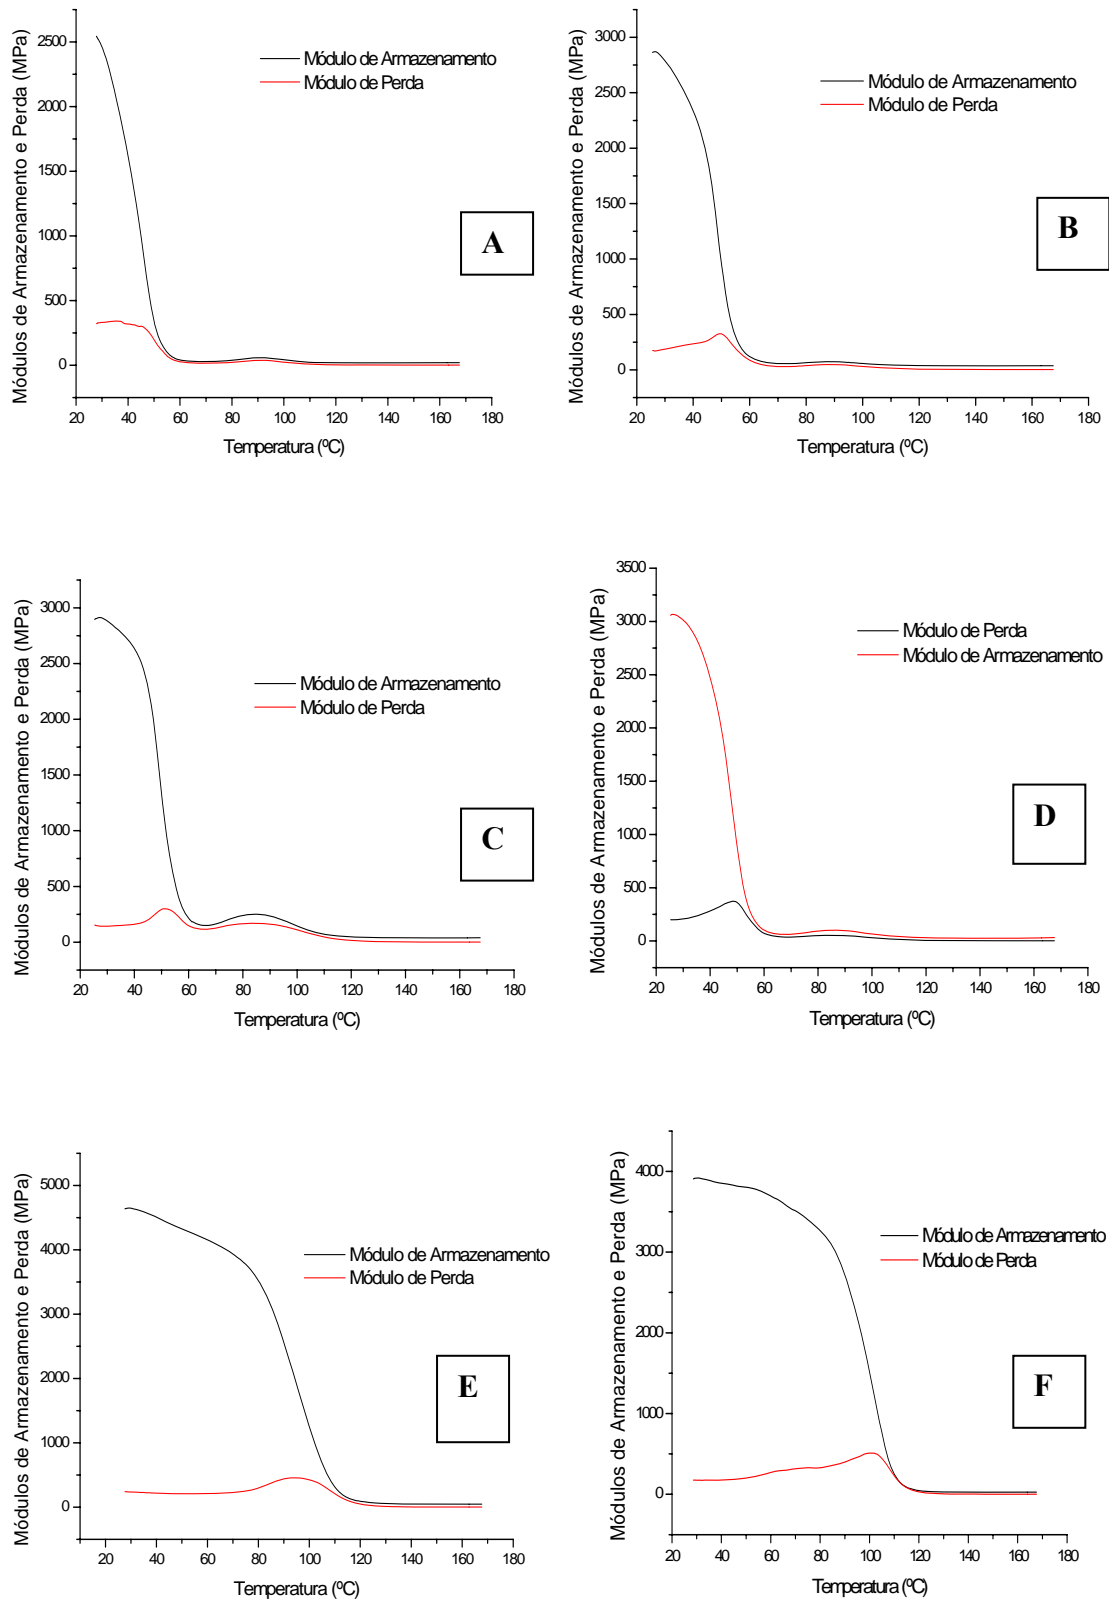 Módulos de Armazenamento e Perda (MPa)
2500
2000
1500
1000
500
0
Módulo de Armazenamento
Módulo de Perda
A
20 40 60 80 100 120 140 160 180
Temperatura (ºC)
Módulos de Armazenamento e Perda (MPa)
3000
2500
2000
1500
1000
500
0
Módulo de Armazenamento
Módulo de Perda
B
20 40 60 80 100 120 140 160 180
Temperatura (ºC)
Módulos de Armazenamento e Perda (MPa)
3000
2500
2000
1500
1000
500
0
Módulo de Armazenamento
Módulo de Perda
C
20 40 60 80 100 120 140 160 180
Temperatura (ºC)
Módulos de Armazenamento e Perda (MPa)
3500
3000
2500
2000
1500
1000
500
0
Módulo de Perda
Módulo de Armazenamento
D
20 40 60 80 100 120 140 160 180
Temperatura (ºC)
Módulos de Armazenamento e Perda (MPa)
5000
4000
3000
2000
1000
0
Módulo de Armazenamento
Módulo de Perda
E
20 40 60 80 100 120 140 160 180
Temperatura (ºC)
Módulos de Armazenamento e Perda (MPa)
4000
3000
2000
1000
0
Módulo de Armazenamento
Módulo de Perda
F
20 40 60 80 100 120 140 160 180
Temperatura (ºC)